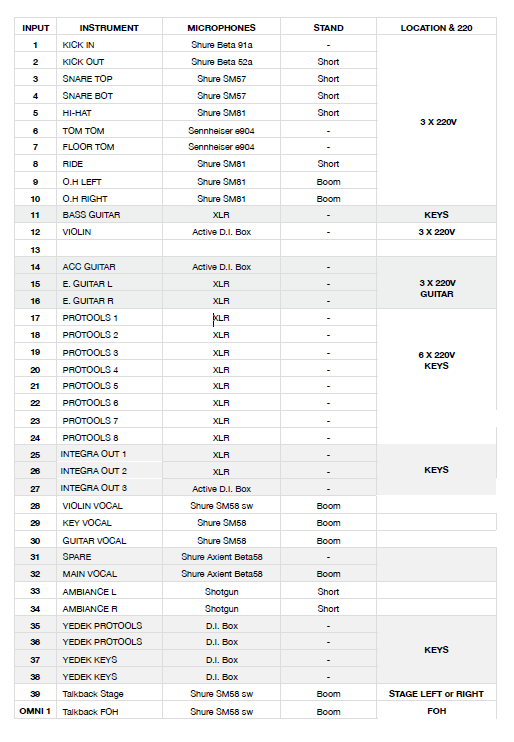 INPUT INSTRUMENT MICROPHONES STAND LOCATION & 220
1 KICK IN Shure Beta 91a -
2 KICK OUT Shure Beta 52a Short
3 SNARE TOP Shure SM57 Short
4 SNARE BOT Shure SM57 Short
5 HI-HAT Shure SM81 Short
3 X 220V
6 TOM TOM Sennheiser e904 -
7 FLOOR TOM Sennheiser e904 -
8 RIDE Shure SM81 Short
9 O.H LEFT Shure SM81 Boom
10 O.H RIGHT Shure SM81 Boom
11 BASS GUITAR XLR - KEYS
12 VIOLIN Active D.I. Box - 3 X 220V
13
14 ACC GUITAR Active D.I. Box -
15 E. GUITAR L XLR - 3 X 220V
GUITAR
16 E. GUITAR R XLR -
17 PROTOOLS 1 XLR -
18 PROTOOLS 2 XLR -
19 PROTOOLS 3 XLR - 6 X 220V
KEYS
20 PROTOOLS 4 XLR -
21 PROTOOLS 5 XLR -
22 PROTOOLS 6 XLR -
23 PROTOOLS 7 XLR -
24 PROTOOLS 8 XLR -
25 INTEGRA OUT 1 XLR -
26 INTEGRA OUT 2 XLR - KEYS
27 INTEGRA OUT 3 Active D.I. Box -
28 VIOLIN VOCAL Shure SM58 sw Boom
29 KEY VOCAL Shure SM58 Boom
30 GUITAR VOCAL Shure SM58 Boom
31 SPARE Shure Axient Beta58 -
32 MAIN VOCAL Shure Axient Beta58 Boom
33 AMBIANCE L Shotgun Short
34 AMBIANCE R Shotgun Short
35 YEDEK PROTOOLS D.I. Box -
36 YEDEK PROTOOLS D.I. Box -
KEYS
37 YEDEK KEYS D.I. Box -
38 YEDEK KEYS D.I. Box -
39 Talkback Stage Shure SM58 sw Boom STAGE LEFT or RIGHT
OMNI 1 Talkback FOH Shure SM58 sw Boom FOH